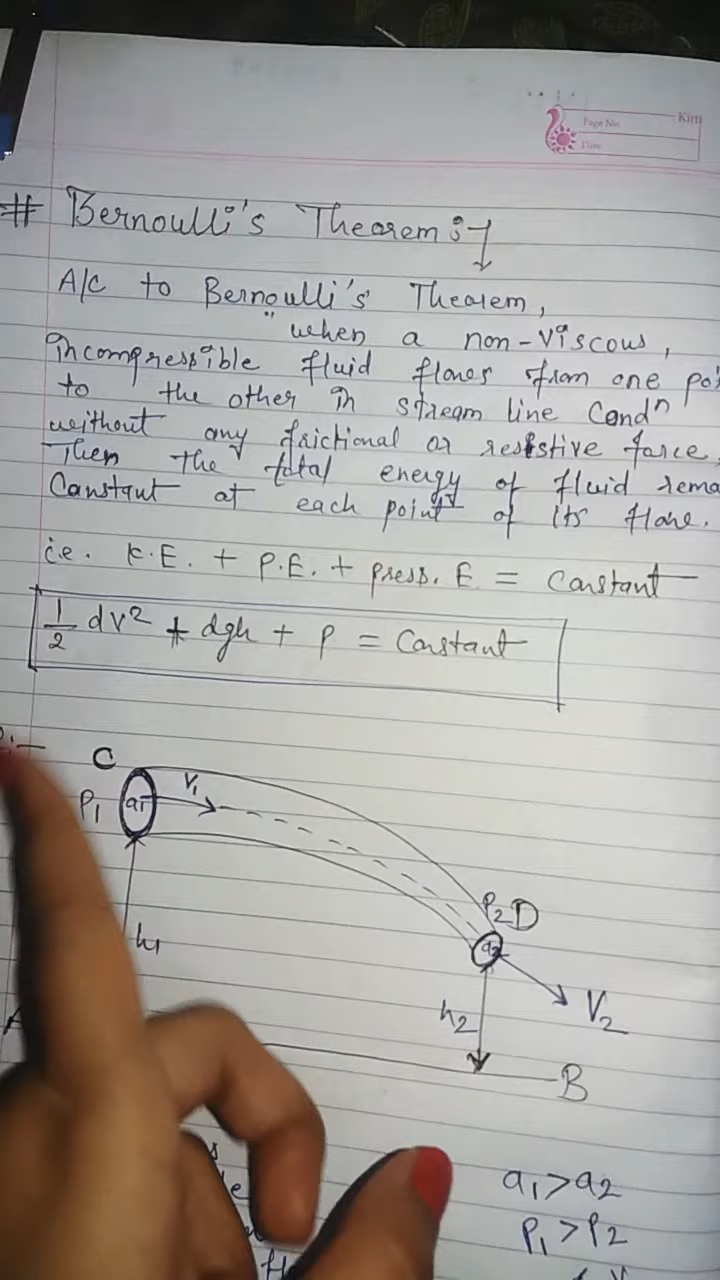 Page No.
Kitti
Date
# Bernoulli's Theorem :-
A/C to Bernoulli's Theorem,
"when a non-viscous,
incompressible fluid flows from one
to the other in stream line Condn
without any frictional or resistive force.
Then the total energy of fluid
Constant at each point of its flow.
i.e. K.E. + P.E. + press. E = Constant
1/2 dv² + dgh + P = Constant
C
P1 a1 V1
P2 D
a2
h1
h2
V2
B
a1 > a2
P1 > P2